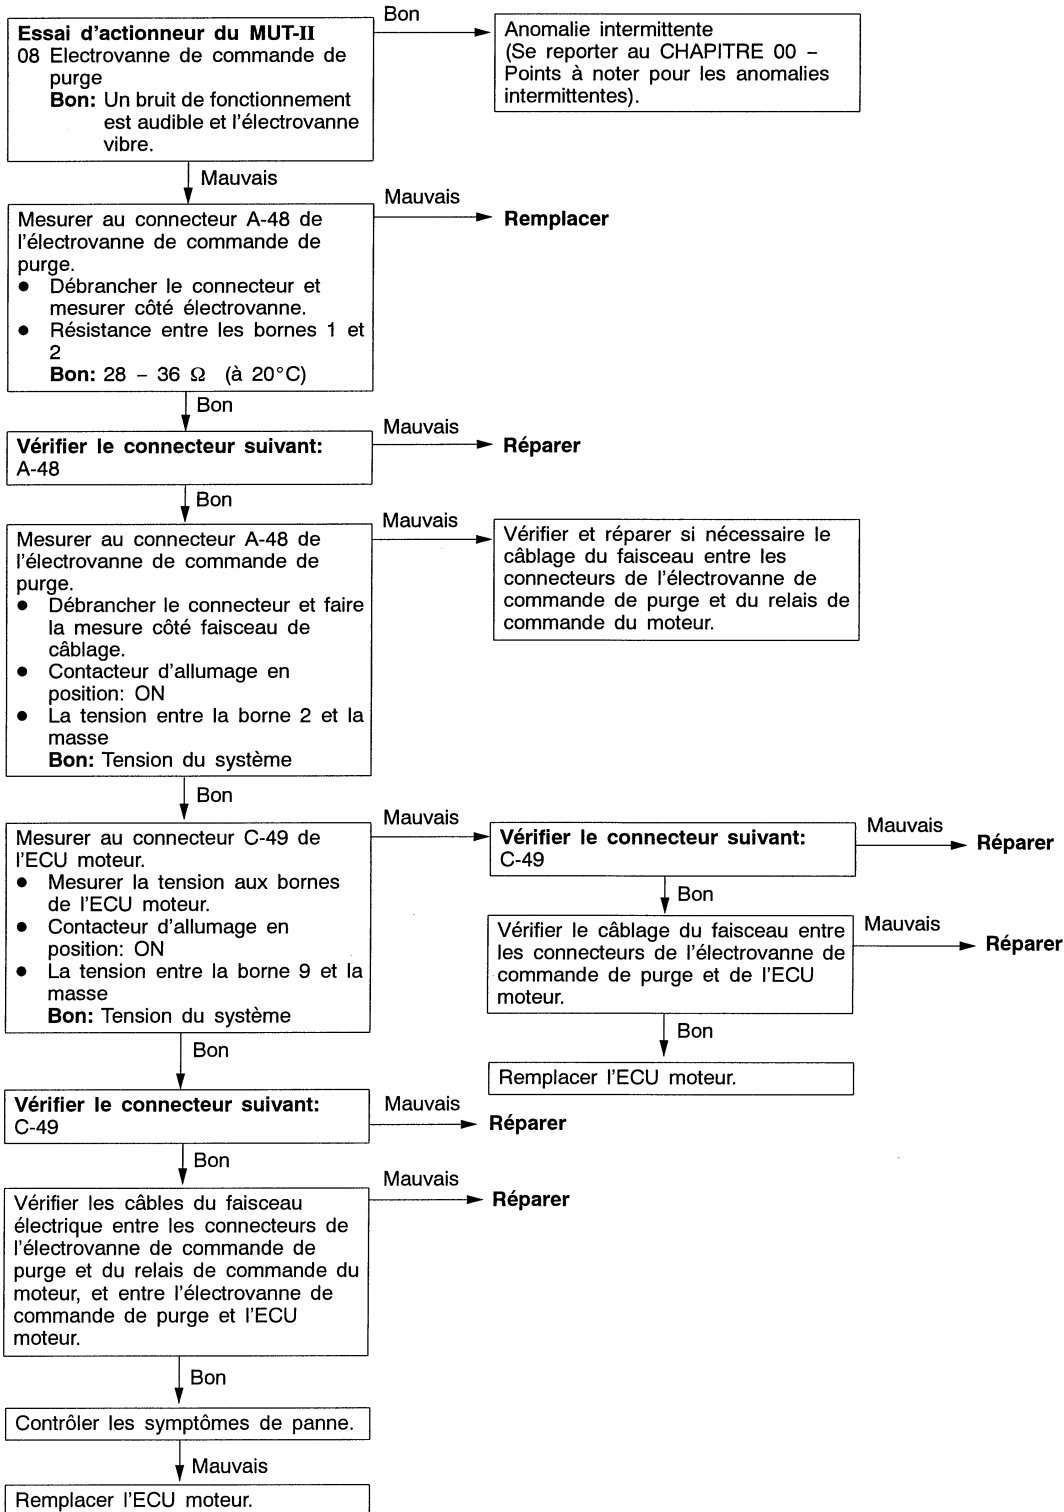 Essai d'actionneur du MUT-II
08 Electrovanne de commande de
purge
Bon: Un bruit de fonctionnement
est audible et l'électrovanne
vibre.
Bon
Anomalie intermittente
(Se reporter au CHAPITRE 00 –
Points à noter pour les anomalies
intermittentes).
Mauvais
Mesurer au connecteur A-48 de
l'électrovanne de commande de
purge.
● Débrancher le connecteur et
mesurer côté électrovanne.
● Résistance entre les bornes 1 et
2
Bon: 28 – 36 Ω (à 20°C)
Mauvais
Remplacer
Bon
Vérifier le connecteur suivant:
A-48
Mauvais
Réparer
Bon
Mesurer au connecteur A-48 de
l'électrovanne de commande de
purge.
● Débrancher le connecteur et faire
la mesure côté faisceau de
câblage.
● Contacteur d'allumage en
position: ON
● La tension entre la borne 2 et la
masse
Bon: Tension du système
Mauvais
Vérifier et réparer si nécessaire le
câblage du faisceau entre les
connecteurs de l'électrovanne de
commande de purge et du relais de
commande du moteur.
Bon
Mesurer au connecteur C-49 de
l'ECU moteur.
● Mesurer la tension aux bornes
de l'ECU moteur.
● Contacteur d'allumage en
position: ON
● La tension entre la borne 9 et la
masse
Bon: Tension du système
Mauvais
Vérifier le connecteur suivant:
C-49
Mauvais
Réparer
Bon
Vérifier le câblage du faisceau entre
les connecteurs de l'électrovanne de
commande de purge et de l'ECU
moteur.
Mauvais
Réparer
Bon
Remplacer l'ECU moteur.
Bon
Vérifier le connecteur suivant:
C-49
Mauvais
Réparer
Bon
Vérifier les câbles du faisceau
électrique entre les connecteurs de
l'électrovanne de commande de
purge et du relais de commande du
moteur, et entre l'électrovanne de
commande de purge et l'ECU
moteur.
Mauvais
Réparer
Bon
Contrôler les symptômes de panne.
Mauvais
Remplacer l'ECU moteur.